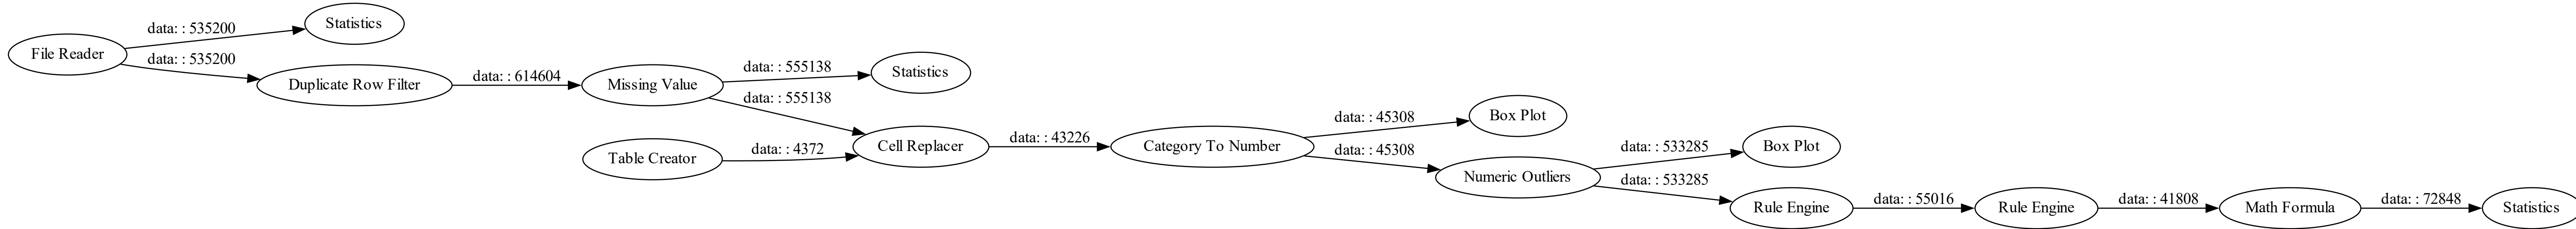 File Reader
data: : 535200
Statistics
data: : 535200
Duplicate Row Filter
data: : 614604
Missing Value
data: : 555138
Statistics
data: : 555138
Table Creator
data: : 4372
Cell Replacer
data: : 43226
Category To Number
data: : 45308
Box Plot
data: : 45308
Numeric Outliers
data: : 533285
Box Plot
data: : 533285
Rule Engine
data: : 55016
Rule Engine
data: : 41808
Math Formula
data: : 72848
Statistics